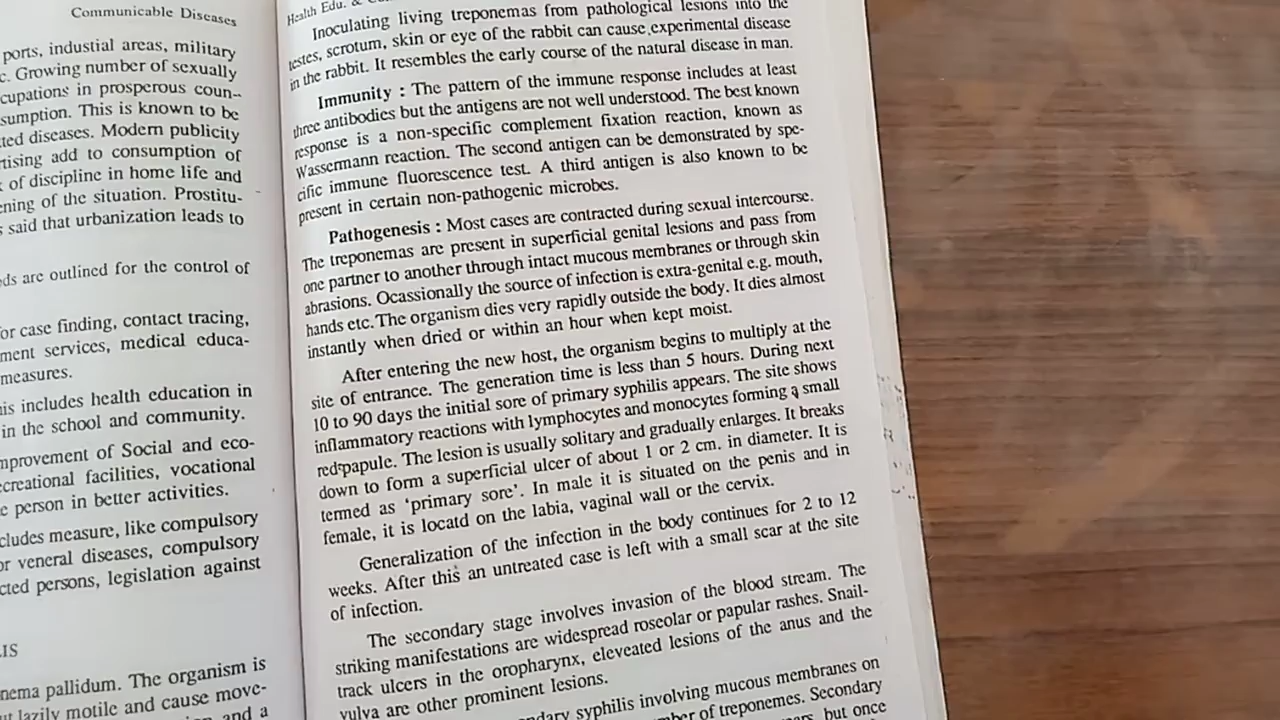 Communicable Diseases
ports, industial areas, military
c. Growing number of sexually
cupations in prosperous coun-
sumption. This is known to be
ted diseases. Modern publicity
tising add to consumption of
of discipline in home life and
ning of the situation. Prostitu-
said that urbanization leads to
ds are outlined for the control of
or case finding, contact tracing,
ment services, medical educa-
measures.
is includes health education in
in the school and community.
mprovement of Social and eco-
creational facilities, vocational
e person in better activities.
cludes measure, like compulsory
or veneral diseases, compulsory
cted persons, legislation against
LIS
nema pallidum. The organism is
lazily motile and cause move-
and a
Health Edu. &
Inoculating living treponemas from pathological lesions into the
testes, scrotum, skin or eye of the rabbit can cause experimental disease
in the rabbit. It resembles the early course of the natural disease in man.
Immunity : The pattern of the immune response includes at least
three antibodies but the antigens are not well understood. The best known
response is a non-specific complement fixation reaction, known as
Wassermann reaction. The second antigen can be demonstrated by spe-
cific immune fluorescence test. A third antigen is also known to be
present in certain non-pathogenic microbes.
Pathogenesis : Most cases are contracted during sexual intercourse.
The treponemas are present in superficial genital lesions and pass from
one partner to another through intact mucous membranes or through skin
abrasions. Ocassionally the source of infection is extra-genital e.g. mouth,
hands etc. The organism dies very rapidly outside the body. It dies almost
instantly when dried or within an hour when kept moist.
After entering the new host, the organism begins to multiply at the
site of entrance. The generation time is less than 5 hours. During next
10 to 90 days the initial sore of primary syphilis appears. The site shows
inflammatory reactions with lymphocytes and monocytes forming a small
red papule. The lesion is usually solitary and gradually enlarges. It breaks
down to form a superficial ulcer of about 1 or 2 cm. in diameter. It is
termed as 'primary sore'. In male it is situated on the penis and in
female, it is locatd on the labia, vaginal wall or the cervix.
Generalization of the infection in the body continues for 2 to 12
weeks. After this an untreated case is left with a small scar at the site
of infection.
The secondary stage involves invasion of the blood stream. The
striking manifestations are widespread roseolar or papular rashes. Snail-
track ulcers in the oropharynx, eleveated lesions of the anus and the
vulva are other prominent lesions.
ndary syphilis involving mucous membranes on
mber of treponemes. Secondary
but once